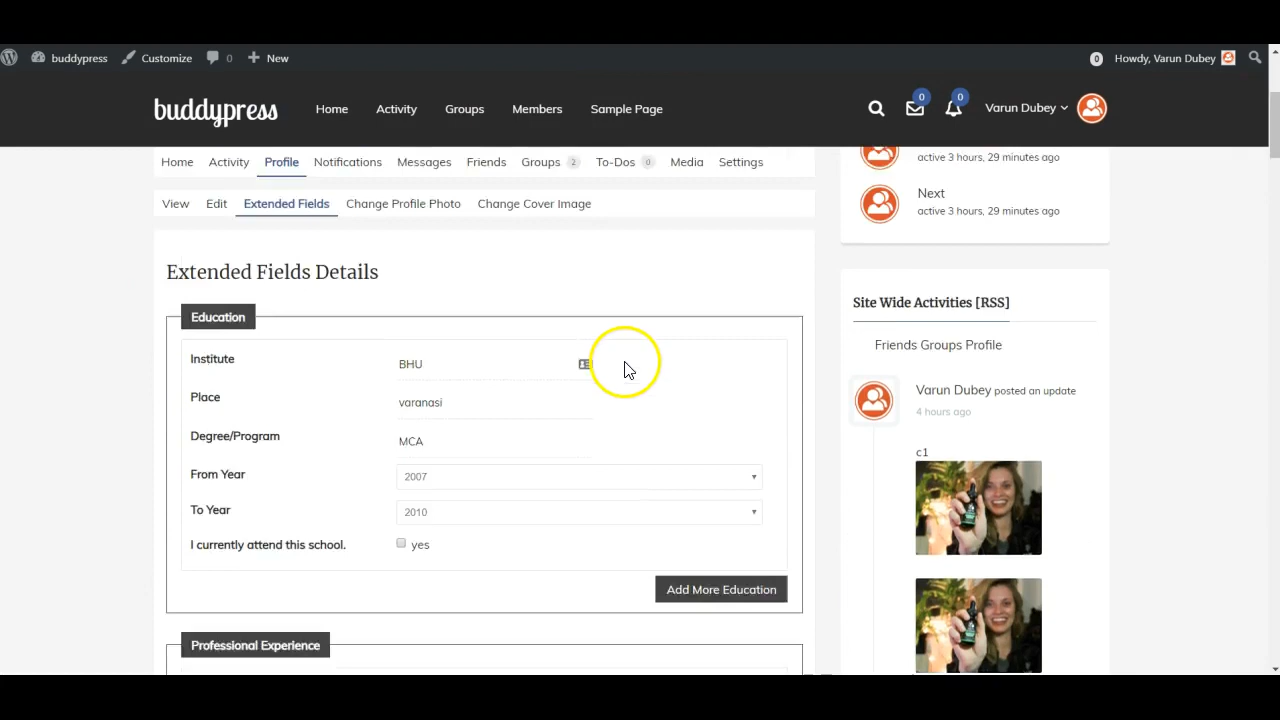 buddypress Customize 0 New 0 Howdy, Varun Dubey
buddypress Home Activity Groups Members Sample Page 0 0 Varun Dubey
Home Activity Profile Notifications Messages Friends Groups 2 To-Dos 0 Media Settings
active 3 hours, 29 minutes ago
View Edit Extended Fields Change Profile Photo Change Cover Image
Next
active 3 hours, 29 minutes ago
Extended Fields Details
Education
Institute BHU
Place varanasi
Degree/Program MCA
From Year 2007
To Year 2010
I currently attend this school. yes
Add More Education
Professional Experience
Site Wide Activities [RSS]
Friends Groups Profile
Varun Dubey posted an update
4 hours ago
c1